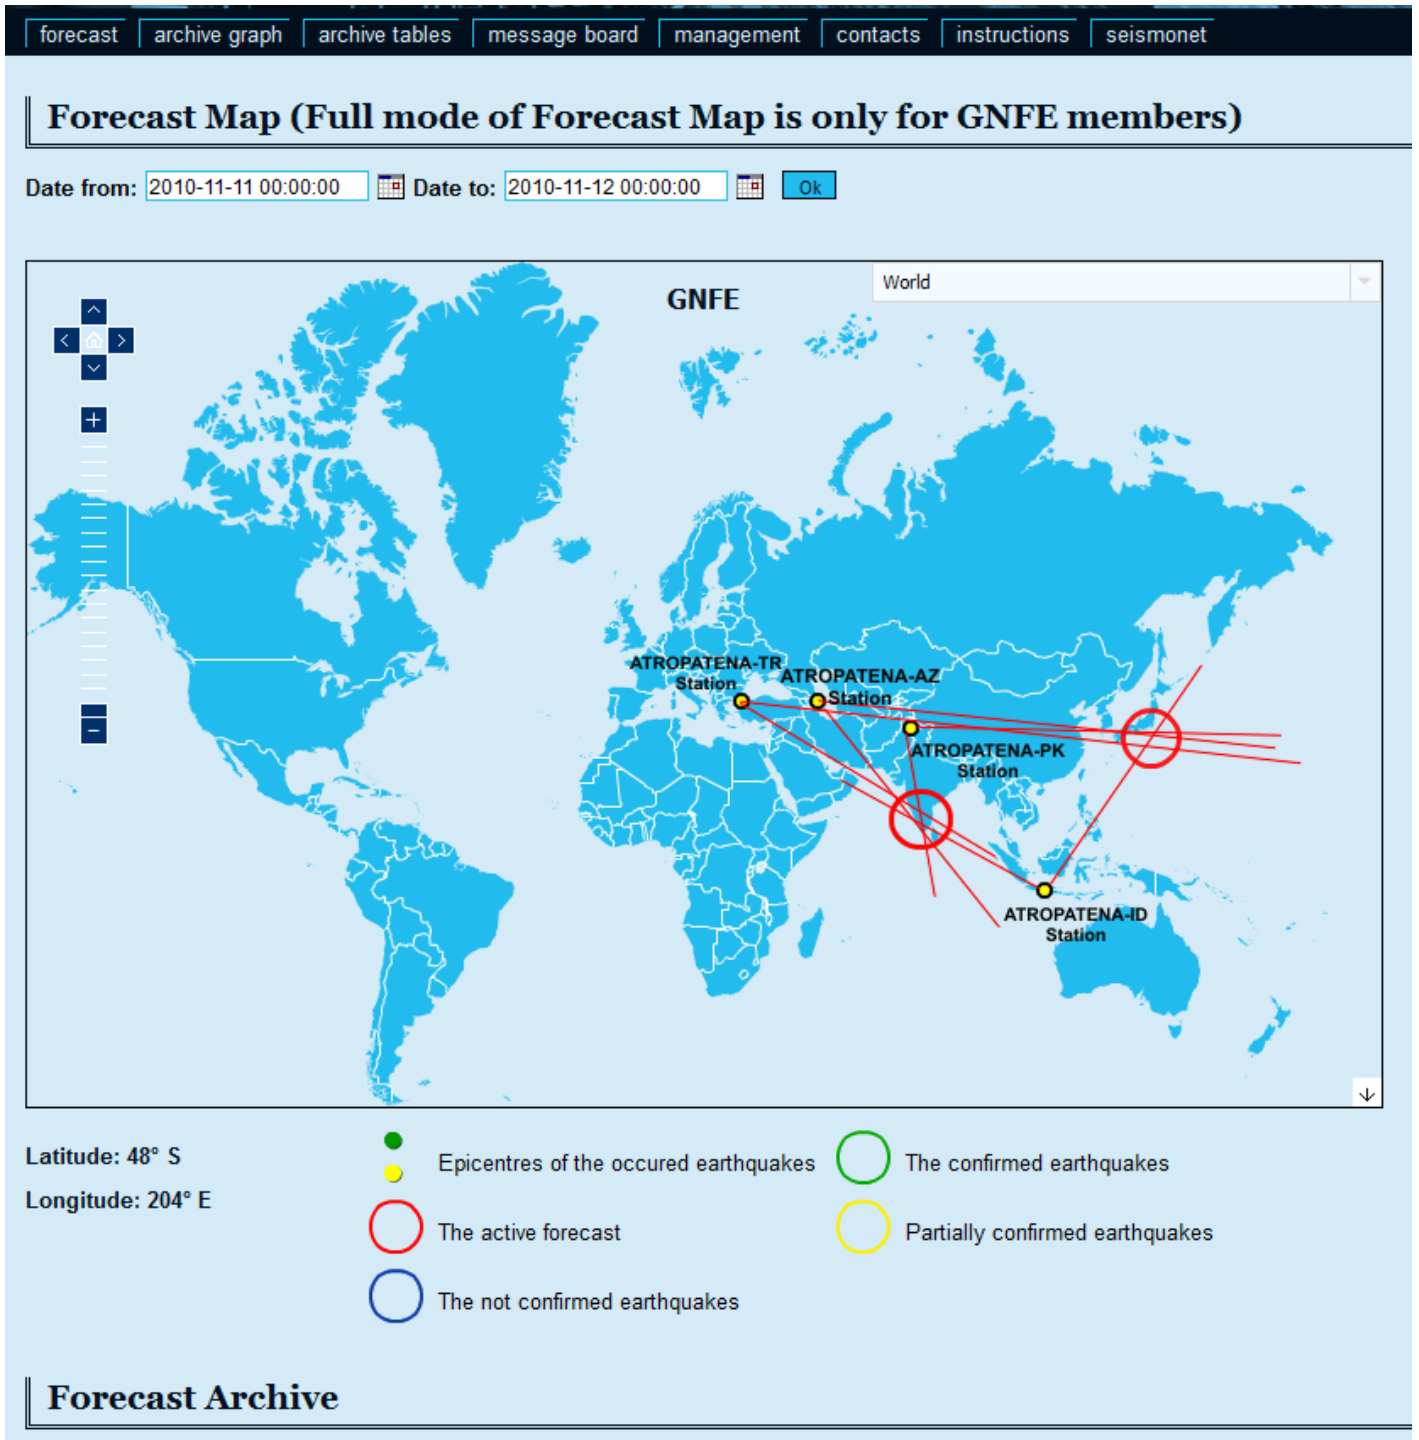 forecast archive graph archive tables message board management contacts instructions seismonet
Forecast Map (Full mode of Forecast Map is only for GNFE members)
Date from: 2010-11-11 00:00:00 Date to: 2010-11-12 00:00:00 Ok
World
GNFE
ATROPATENA-TR
Station
ATROPATENA-AZ
Station
ATROPATENA-PK
Station
ATROPATENA-ID
Station
Latitude: 48° S
Longitude: 204° E
Epicentres of the occured earthquakes
The confirmed earthquakes
The active forecast
Partially confirmed earthquakes
The not confirmed earthquakes
Forecast Archive